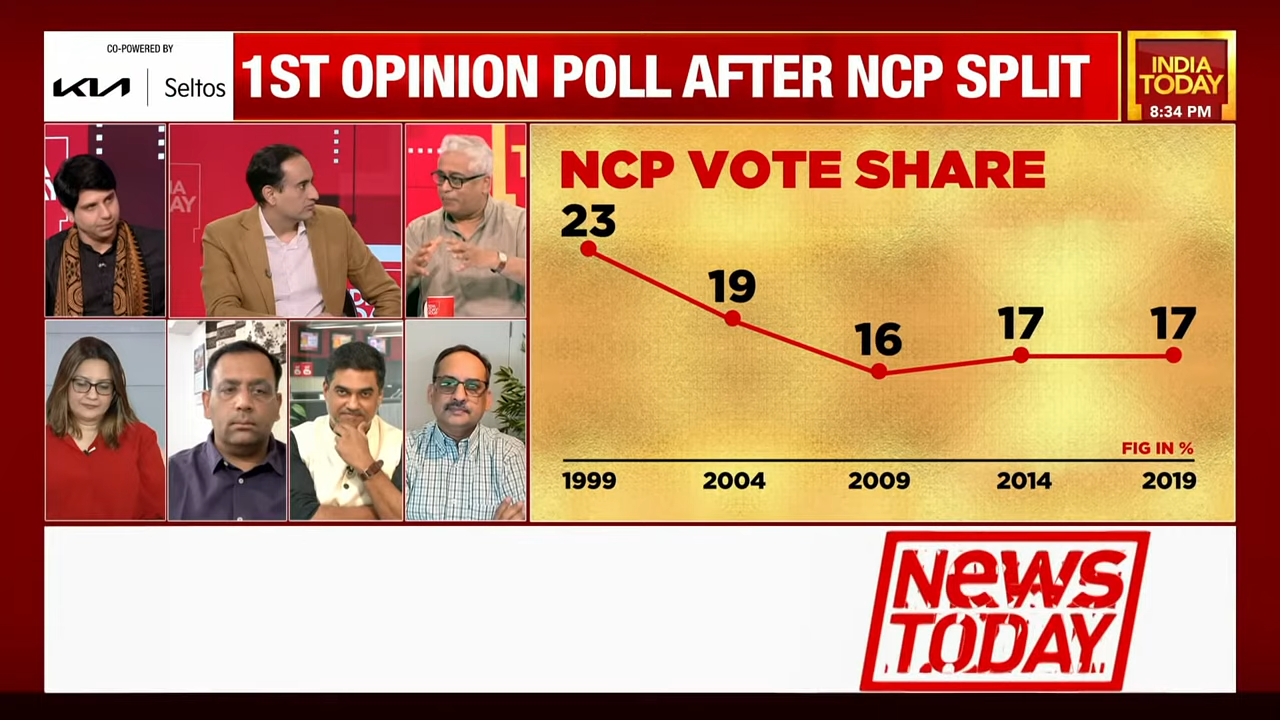 CO-POWERED BY
KIA | Seltos
1ST OPINION POLL AFTER NCP SPLIT
INDIA
TODAY
8:34 PM
NCP VOTE SHARE
23
19
16
17
17
FIG IN %
1999 2004 2009 2014 2019
NEWS
TODAY